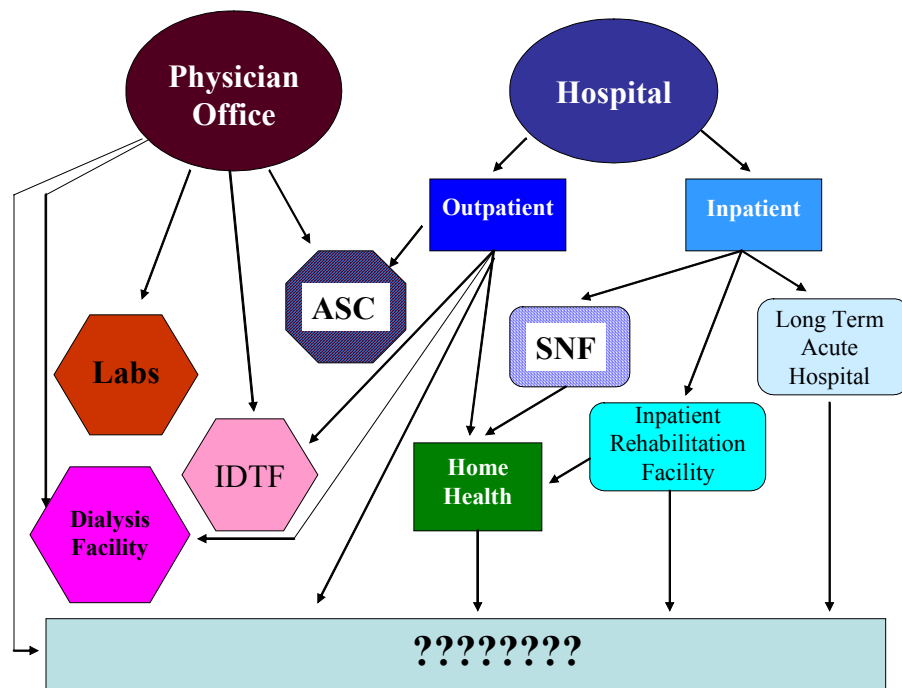 Physician
Office
Hospital
Outpatient
Inpatient
ASC
SNF
Long Term
Acute
Hospital
Labs
IDTF
Inpatient
Rehabilitation
Facility
Home
Health
Dialysis
Facility
????????